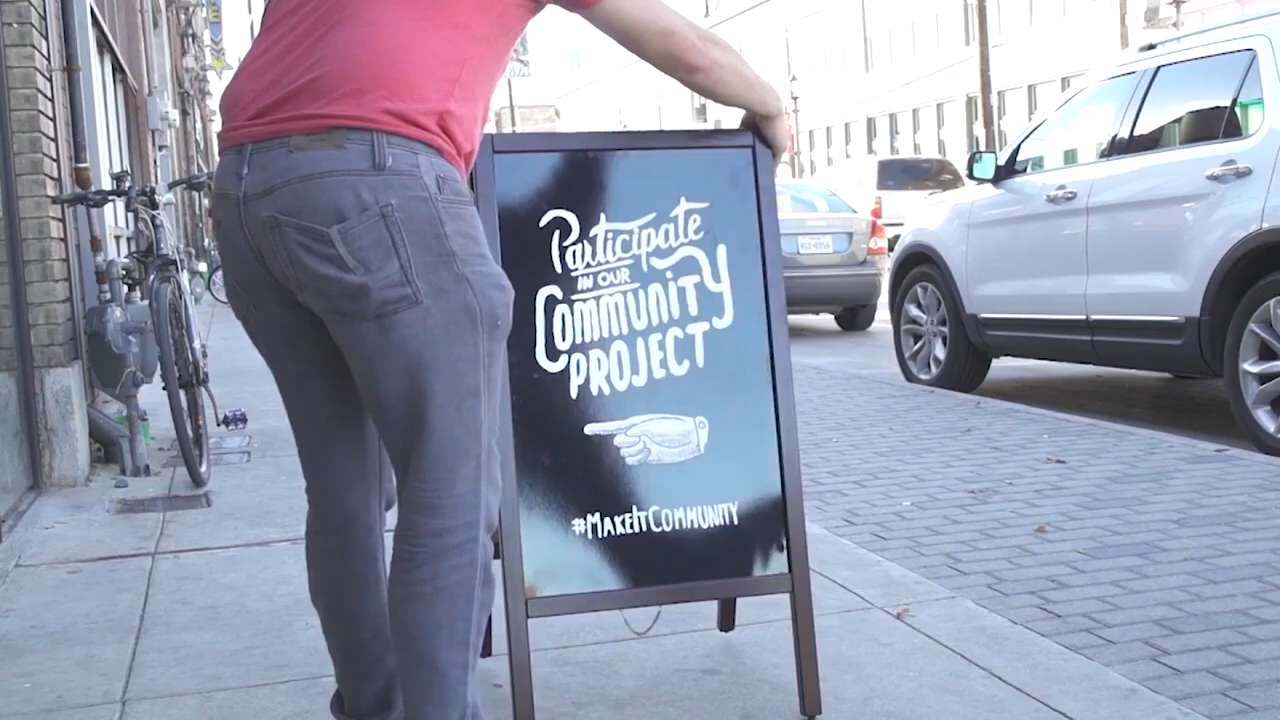 Participate
IN OUR
COMMUNITY
PROJECT
#MAKEITCOMMUNITY